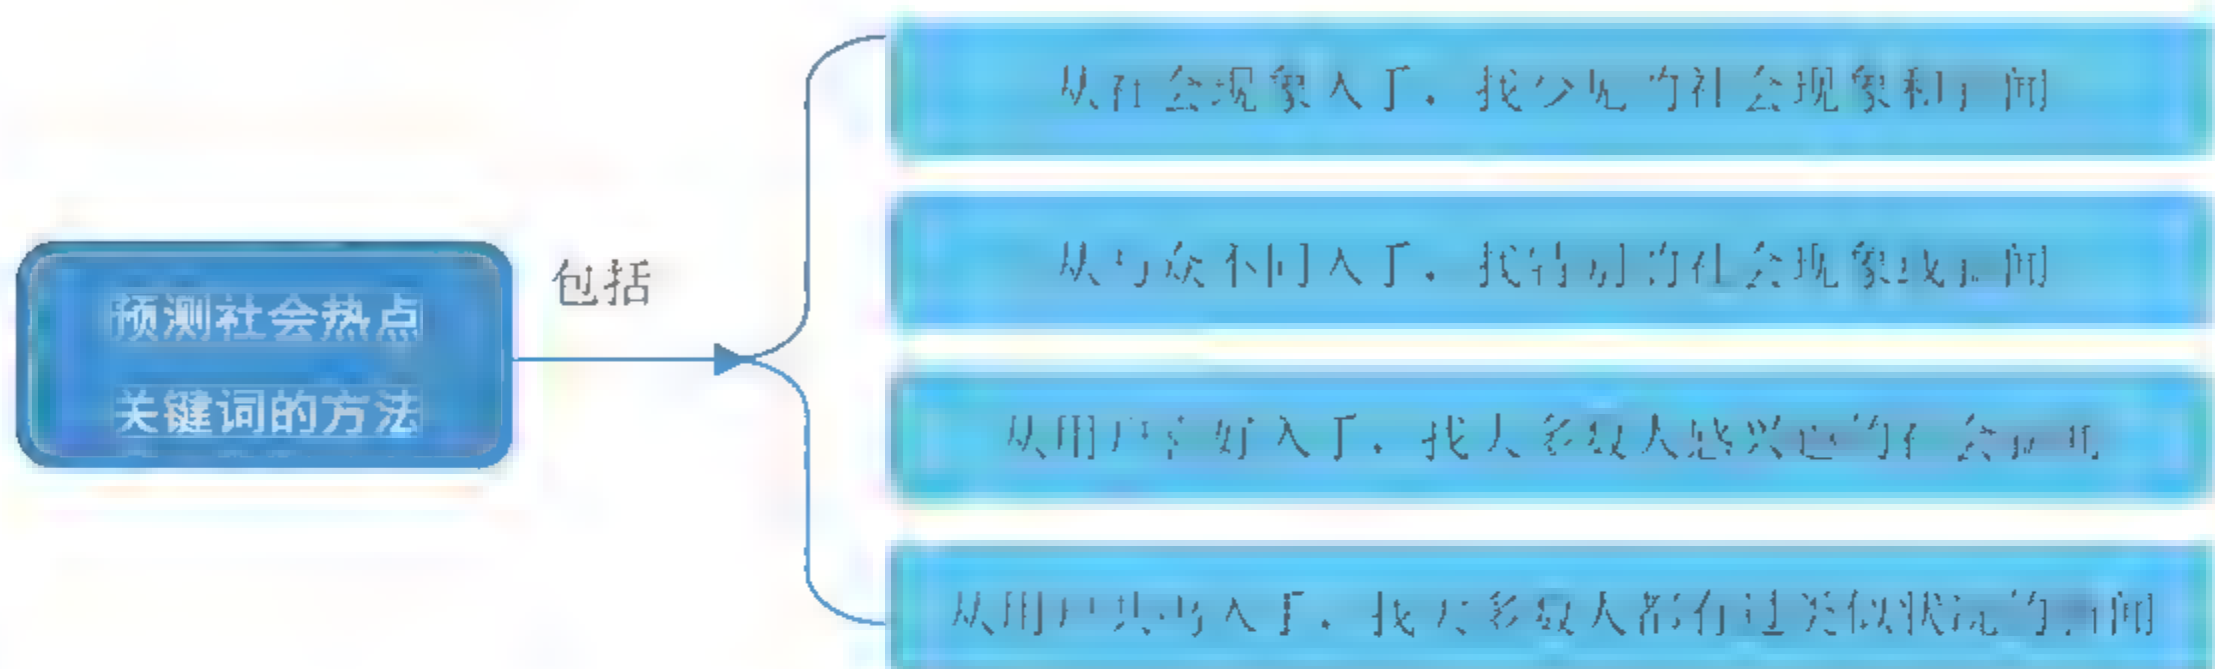 预测社会热点
关键词的方法
包括
从社会现象入手，找少见的社会现象和新闻
从与众不同入手，找特别的社会现象或新闻
从用户喜好入手，找大多数人感兴趣的社会新闻
从用户共鸣入手，找大多数人都有过类似状况的新闻